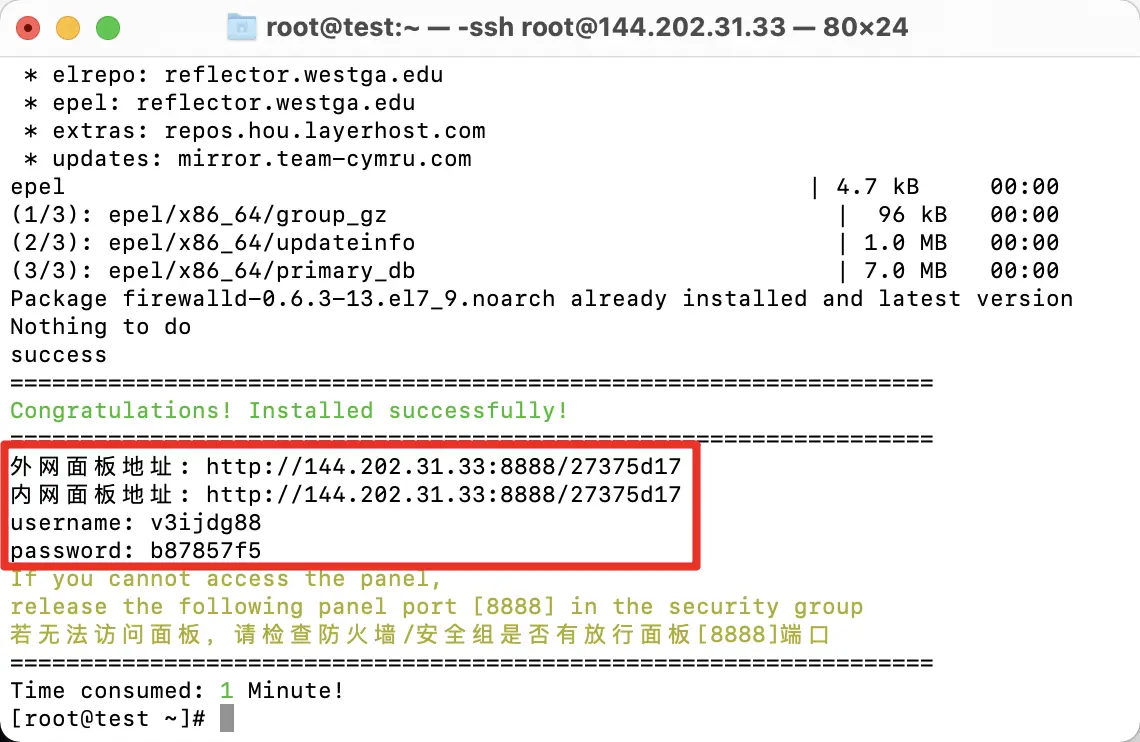 root@test:~ — -ssh root@144.202.31.33 — 80×24
* elrepo: reflector.westga.edu
* epel: reflector.westga.edu
* extras: repos.hou.layerhost.com
* updates: mirror.team-cymru.com
epel | 4.7 kB 00:00
(1/3): epel/x86_64/group_gz | 96 kB 00:00
(2/3): epel/x86_64/updateinfo | 1.0 MB 00:00
(3/3): epel/x86_64/primary_db | 7.0 MB 00:00
Package firewalld-0.6.3-13.el7_9.noarch already installed and latest version
Nothing to do
success
==================================================================
Congratulations! Installed successfully!
==================================================================
外网面板地址: http://144.202.31.33:8888/27375d17
内网面板地址: http://144.202.31.33:8888/27375d17
username: v3ijdg88
password: b87857f5
If you cannot access the panel,
release the following panel port [8888] in the security group
若无法访问面板，请检查防火墙/安全组是否有放行面板[8888]端口
==================================================================
Time consumed: 1 Minute!
[root@test ~]#